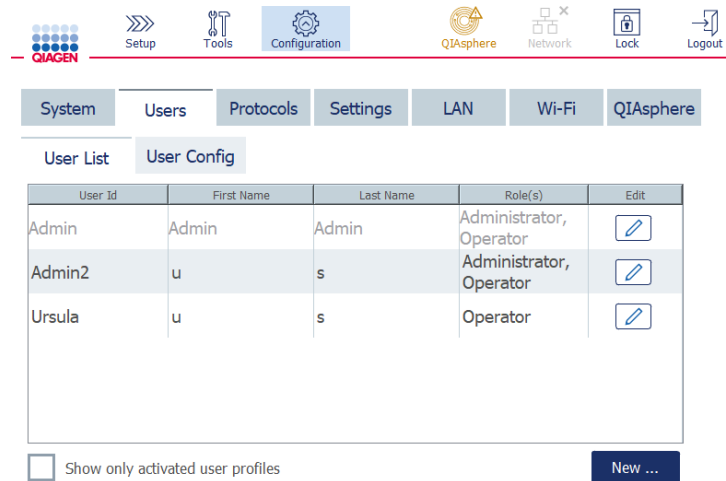 QIAGEN
Setup
Tools
Configuration
QIAsphere
Network
Lock
Logout
System
Users
Protocols
Settings
LAN
Wi-Fi
QIAsphere
User List
User Config
User Id
First Name
Last Name
Role(s)
Edit
Admin
Admin
Admin
Administrator,
Operator
Admin2
u
s
Administrator,
Operator
Ursula
u
s
Operator
Show only activated user profiles
New ...